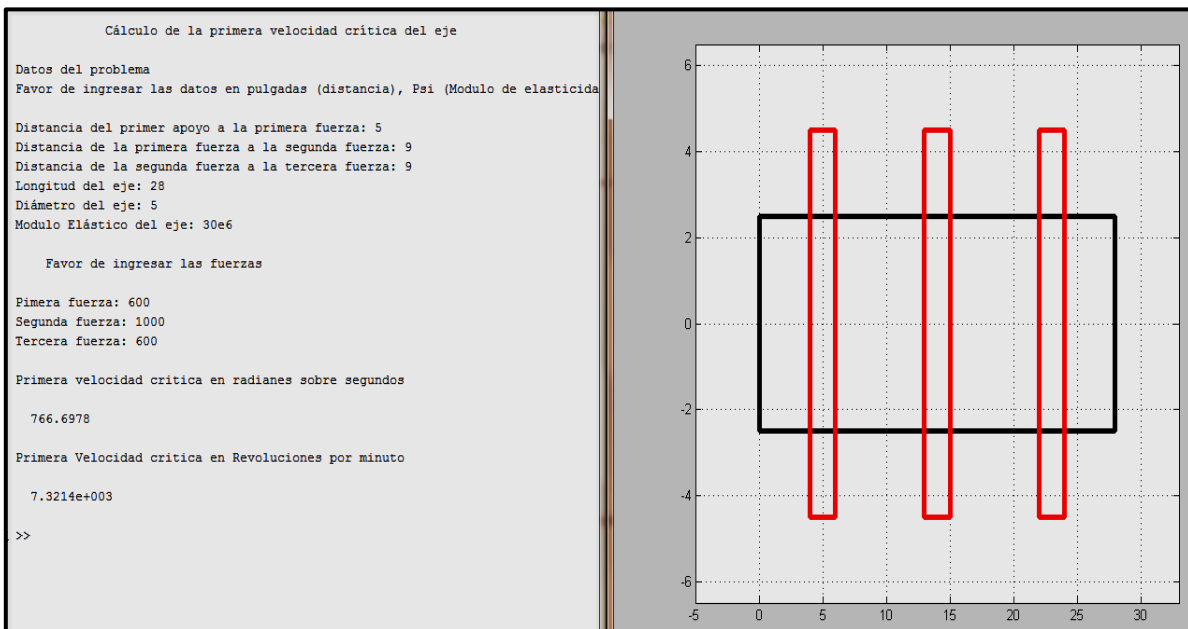 Cálculo de la primera velocidad crítica del eje
Datos del problema
Favor de ingresar las datos en pulgadas (distancia), Psi (Modulo de elasticida
Distancia del primer apoyo a la primera fuerza: 5
Distancia de la primera fuerza a la segunda fuerza: 9
Distancia de la segunda fuerza a la tercera fuerza: 9
Longitud del eje: 28
Diámetro del eje: 5
Modulo Elástico del eje: 30e6
Favor de ingresar las fuerzas
Pimera fuerza: 600
Segunda fuerza: 1000
Tercera fuerza: 600
Primera velocidad critica en radianes sobre segundos
766.6978
Primera Velocidad critica en Revoluciones por minuto
7.3214e+003
>>
6
4
2
0
-2
-4
-6
-5 0 5 10 15 20 25 30